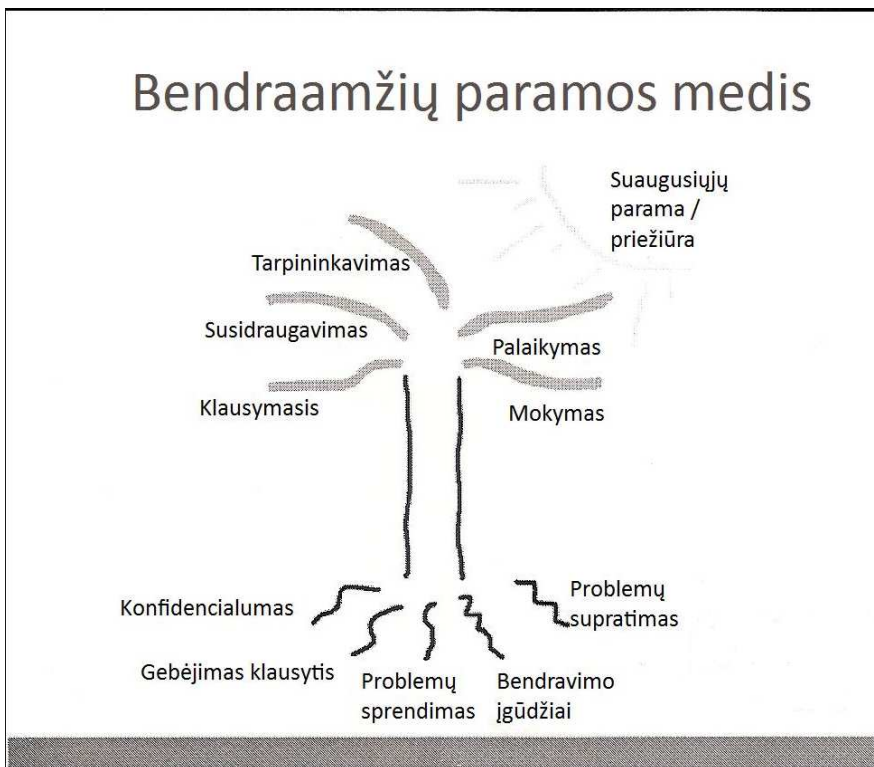 Bendraamžių paramos medis
Suaugusiųjų
parama /
priežiūra
Tarpininkavimas
Susidraugavimas
Palaikymas
Klausymasis
Mokymas
Konfidencialumas
Problemų
supratimas
Gebėjimas klausytis
Problemų
sprendimas
Bendravimo
įgūdžiai